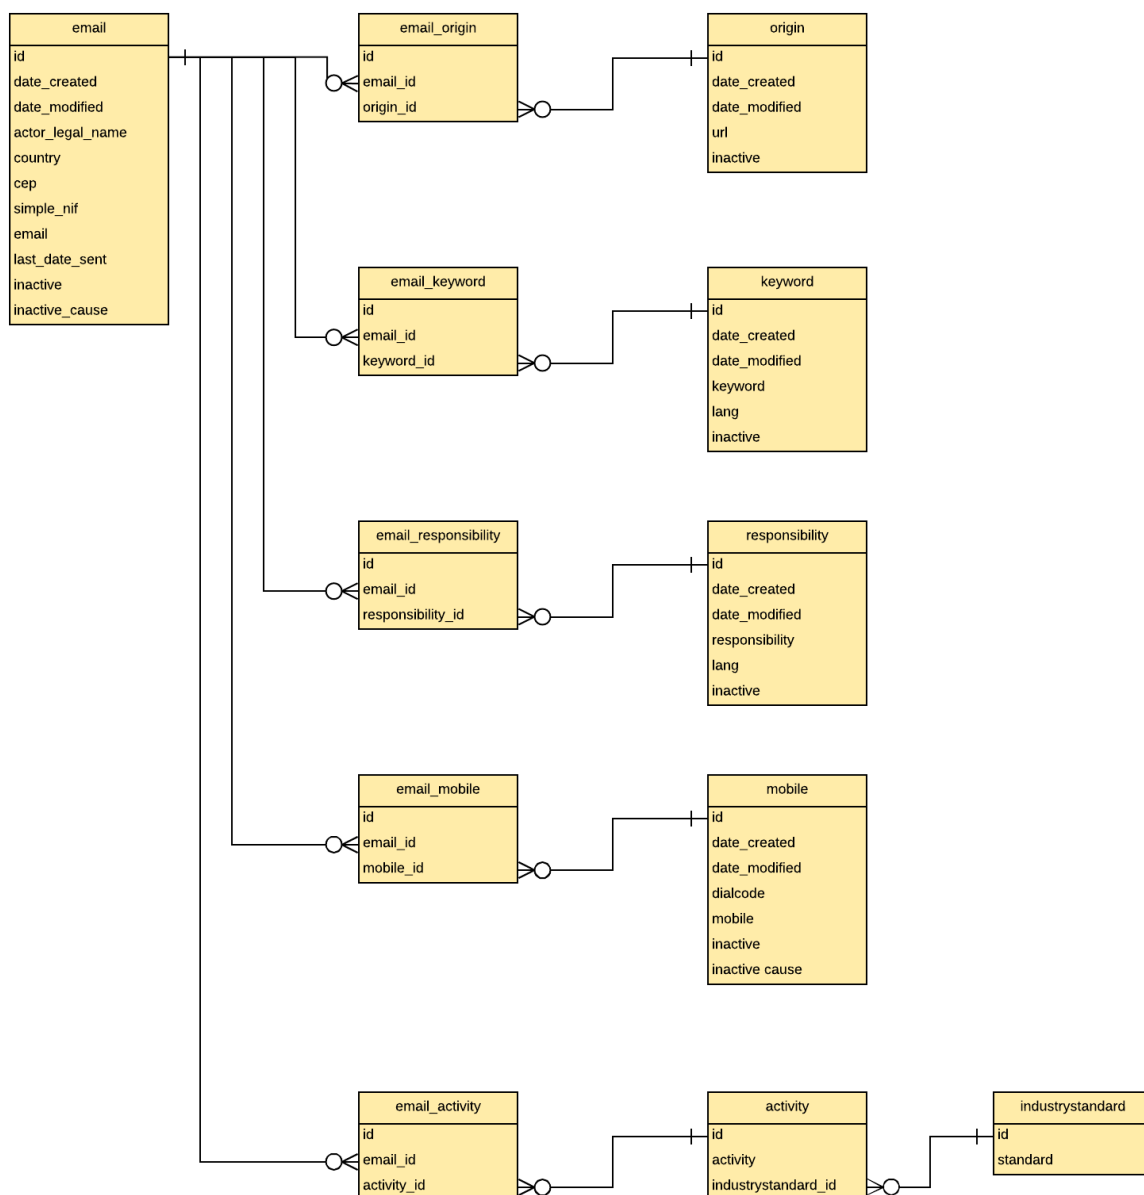 email
id
date_created
date_modified
actor_legal_name
country
cep
simple_nif
email
last_date_sent
inactive
inactive_cause
email_origin
id
email_id
origin_id
origin
id
date_created
date_modified
url
inactive
email_keyword
id
email_id
keyword_id
keyword
id
date_created
date_modified
keyword
lang
inactive
email_responsibility
id
email_id
responsibility_id
responsibility
id
date_created
date_modified
responsibility
lang
inactive
email_mobile
id
email_id
mobile_id
mobile
id
date_created
date_modified
dialcode
mobile
inactive
inactive cause
email_activity
id
email_id
activity_id
activity
id
activity
industrystandard_id
industrystandard
id
standard